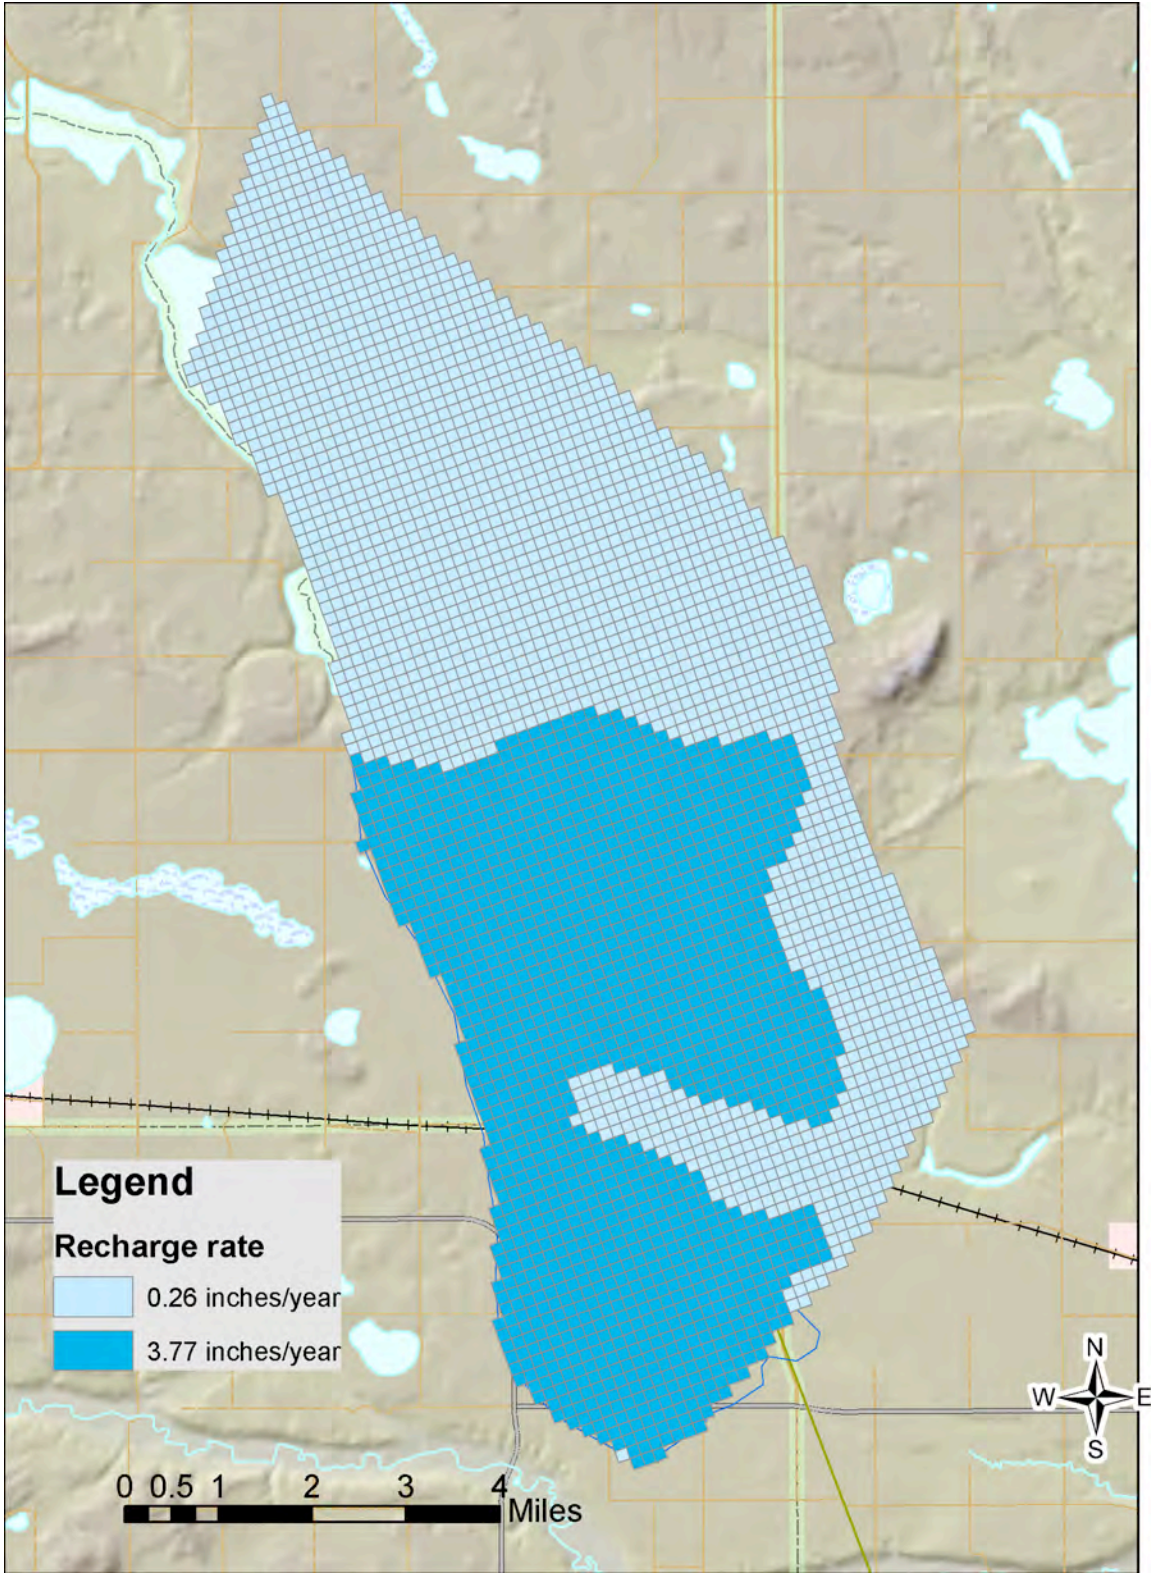 Legend
Recharge rate
0.26 inches/year
3.77 inches/year
N
W E
S
0 0.5 1 2 3 4
Miles